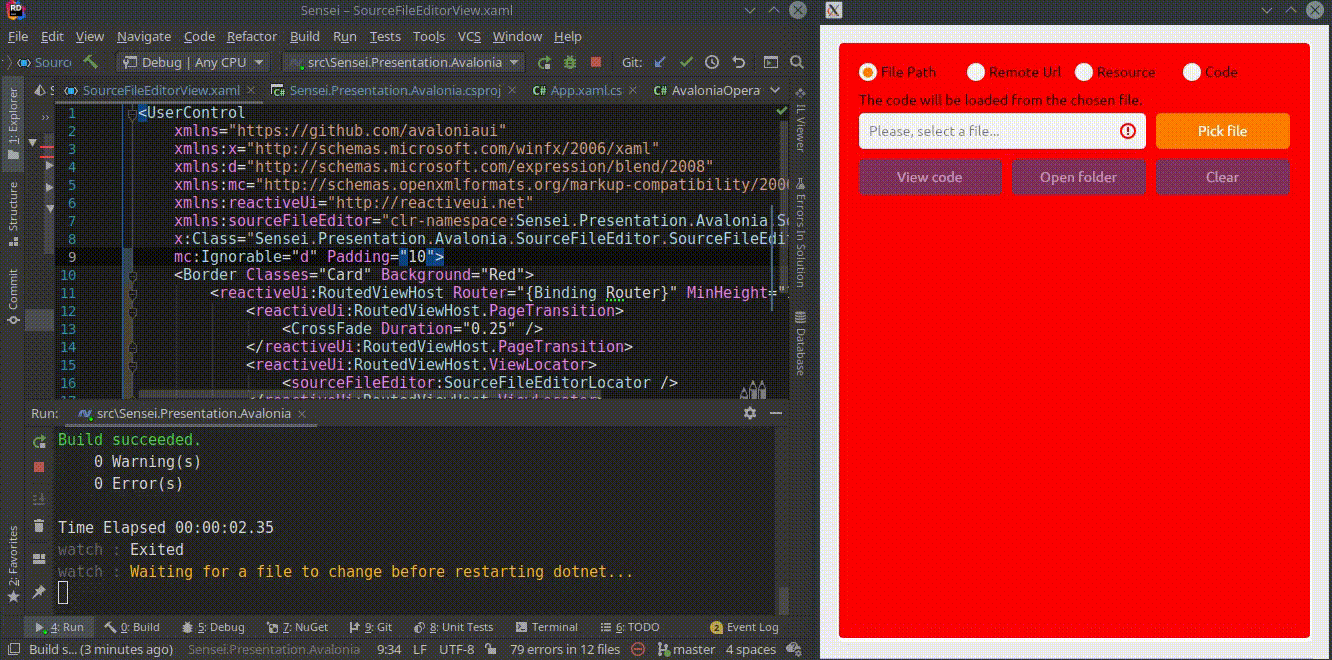 RD
Sensei – SourceFileEditorView.xaml
File Edit View Navigate Code Refactor Build Run Tests Tools VCS Window Help
Sourc Debug | Any CPU src\Sensei.Presentation.Avalonia Git:
SourceFileEditorView.xaml Sensei.Presentation.Avalonia.csproj C# App.xaml.cs C# AvaloniaOpera
1: Explorer
Structure
Commit
2: Favorites
1 <UserControl
2 xmlns="https://github.com/avaloniaui"
3 xmlns:x="http://schemas.microsoft.com/winfx/2006/xaml"
4 xmlns:d="http://schemas.microsoft.com/expression/blend/2008"
5 xmlns:mc="http://schemas.openxmlformats.org/markup-compatibility/200
6 xmlns:reactiveUi="http://reactiveui.net"
7 xmlns:sourceFileEditor="clr-namespace:Sensei.Presentation.Avalonia.So
8 x:Class="Sensei.Presentation.Avalonia.SourceFileEditor.SourceFileEdi
9 mc:Ignorable="d" Padding="10">
10 <Border Classes="Card" Background="Red">
11 <reactiveUi:RoutedViewHost Router="{Binding Router}" MinHeight="
12 <reactiveUi:RoutedViewHost.PageTransition>
13 <CrossFade Duration="0.25" />
14 </reactiveUi:RoutedViewHost.PageTransition>
15 <reactiveUi:RoutedViewHost.ViewLocator>
16 <sourceFileEditor:SourceFileEditorLocator />
17 </reactiveUi:RoutedViewHost.ViewLocator>
IL Viewer
Errors In Solution
Database
Run: src\Sensei.Presentation.Avalonia
Build succeeded.
0 Warning(s)
0 Error(s)
Time Elapsed 00:00:02.35
watch : Exited
watch : Waiting for a file to change before restarting dotnet...
4: Run 0: Build 5: Debug 7: NuGet 9: Git 8: Unit Tests Terminal 6: TODO 2 Event Log
Build s... (3 minutes ago) Sensei.Presentation.Avalonia 9:34 LF UTF-8 79 errors in 12 files master 4 spaces
X
File Path Remote Url Resource Code
The code will be loaded from the chosen file.
Please, select a file... Pick file
View code Open folder Clear